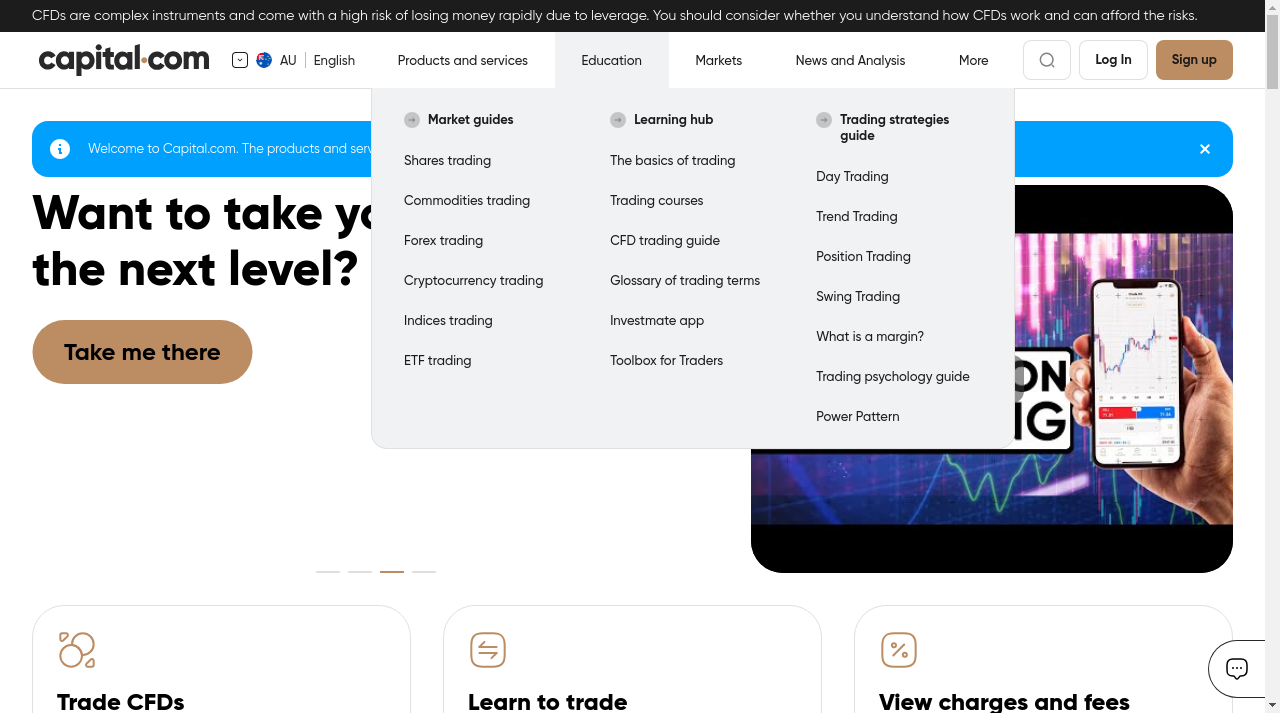 CFDs are complex instruments and come with a high risk of losing money rapidly due to leverage. You should consider whether you understand how CFDs work and can afford the risk.
capital.com AU English Products and services Education Markets News and Analysis More Log In Sign up
Market guides
Shares trading
Commodities trading
Forex trading
Cryptocurrency trading
Indices trading
ETF trading
Learning hub
The basics of trading
Trading courses
CFD trading guide
Glossary of trading terms
Investmate app
Toolbox for Traders
Trading strategies
guide
Day Trading
Trend Trading
Position Trading
Swing Trading
What is a margin?
Trading psychology guide
Power Pattern
Welcome to Capital.com. The products and serv
Want to take yo
the next level?
Take me there
ON
NG
Trade CFDs
Learn to trade
View charges and fees